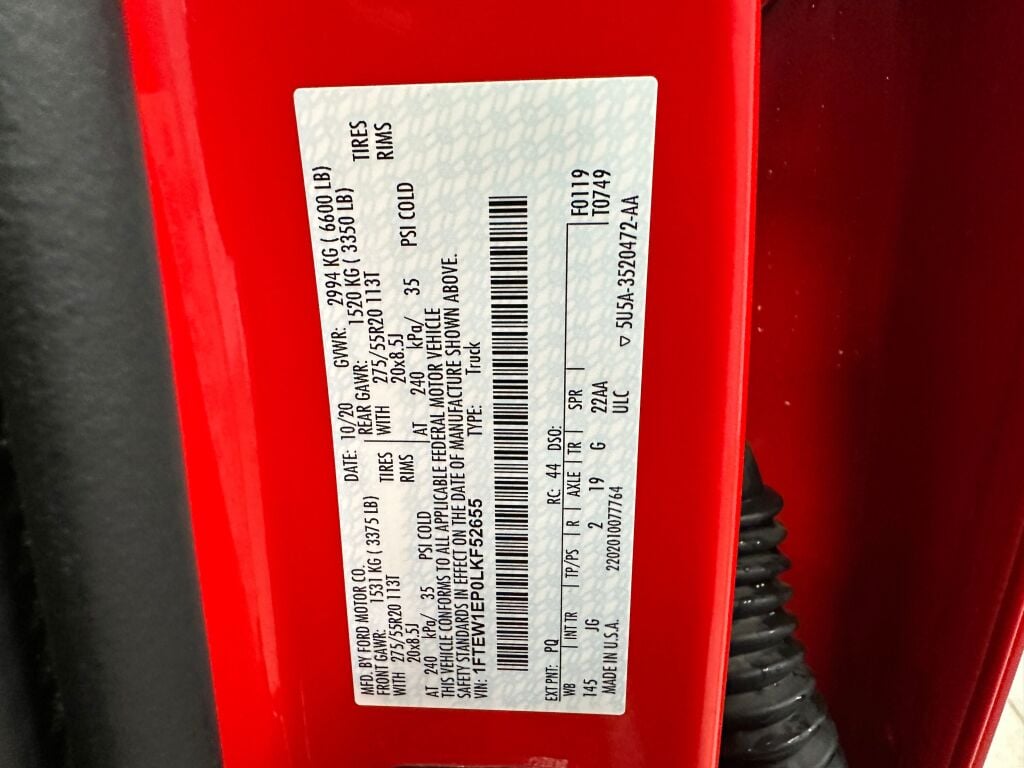 MFD. BY FORD MOTOR CO.
DATE: 10/20 GVWR: 2994 KG ( 6600 LB)
FRONT GAWR: 1531 KG ( 3375 LB)
REAR GAWR: 1520 KG ( 3350 LB)
WITH 275/55R20 113T TIRES
WITH 275/55R20 113T TIRES
20x8.5J RIMS
20x8.5J RIMS
AT 240 kPa/ 35 PSI COLD
AT 240 kPa/ 35 PSI COLD
THIS VEHICLE CONFORMS TO ALL APPLICABLE FEDERAL MOTOR VEHICLE
SAFETY STANDARDS IN EFFECT ON THE DATE OF MANUFACTURE SHOWN ABOVE.
VIN: 1FTEW1EP0LKF52655 TYPE: Truck
EXT PNT: PQ RC: 44 DSO: F0119
WB INT TR TP/PS R AXLE TR SPR T0749
145 JG 2 19 G 22AA
MADE IN U.S.A. 2202010077764 ULC
▽ 5U5A-3520472-AA